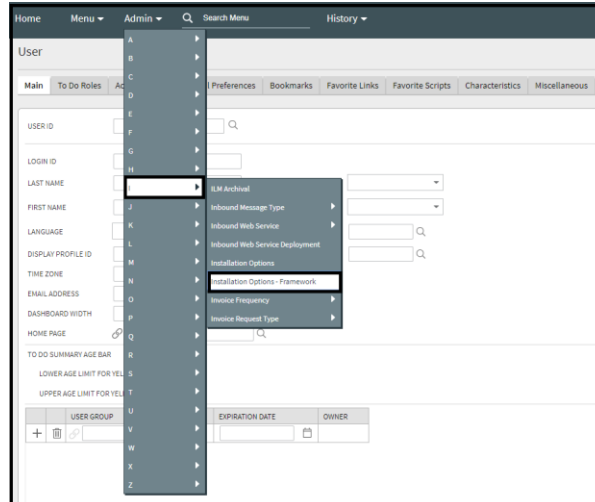 Home Menu Admin Search Menu History
User
Main To Do Roles Ac l Preferences Bookmarks Favorite Links Favorite Scripts Characteristics Miscellaneous
USER ID
LOGIN ID
LAST NAME
FIRST NAME
LANGUAGE
DISPLAY PROFILE ID
TIME ZONE
EMAIL ADDRESS
DASHBOARD WIDTH
HOME PAGE
TO DO SUMMARY AGE BAR
LOWER AGE LIMIT FOR YEL
UPPER AGE LIMIT FOR YEL
USER GROUP EXPIRATION DATE OWNER
A
B
C
D
E
F
G
H
I
J
K
L
M
N
O
P
Q
R
S
T
U
V
W
X
Z
ILM Archival
Inbound Message Type
Inbound Web Service
Inbound Web Service Deployment
Installation Options
Installation Options - Framework
Invoice Frequency
Invoice Request Type